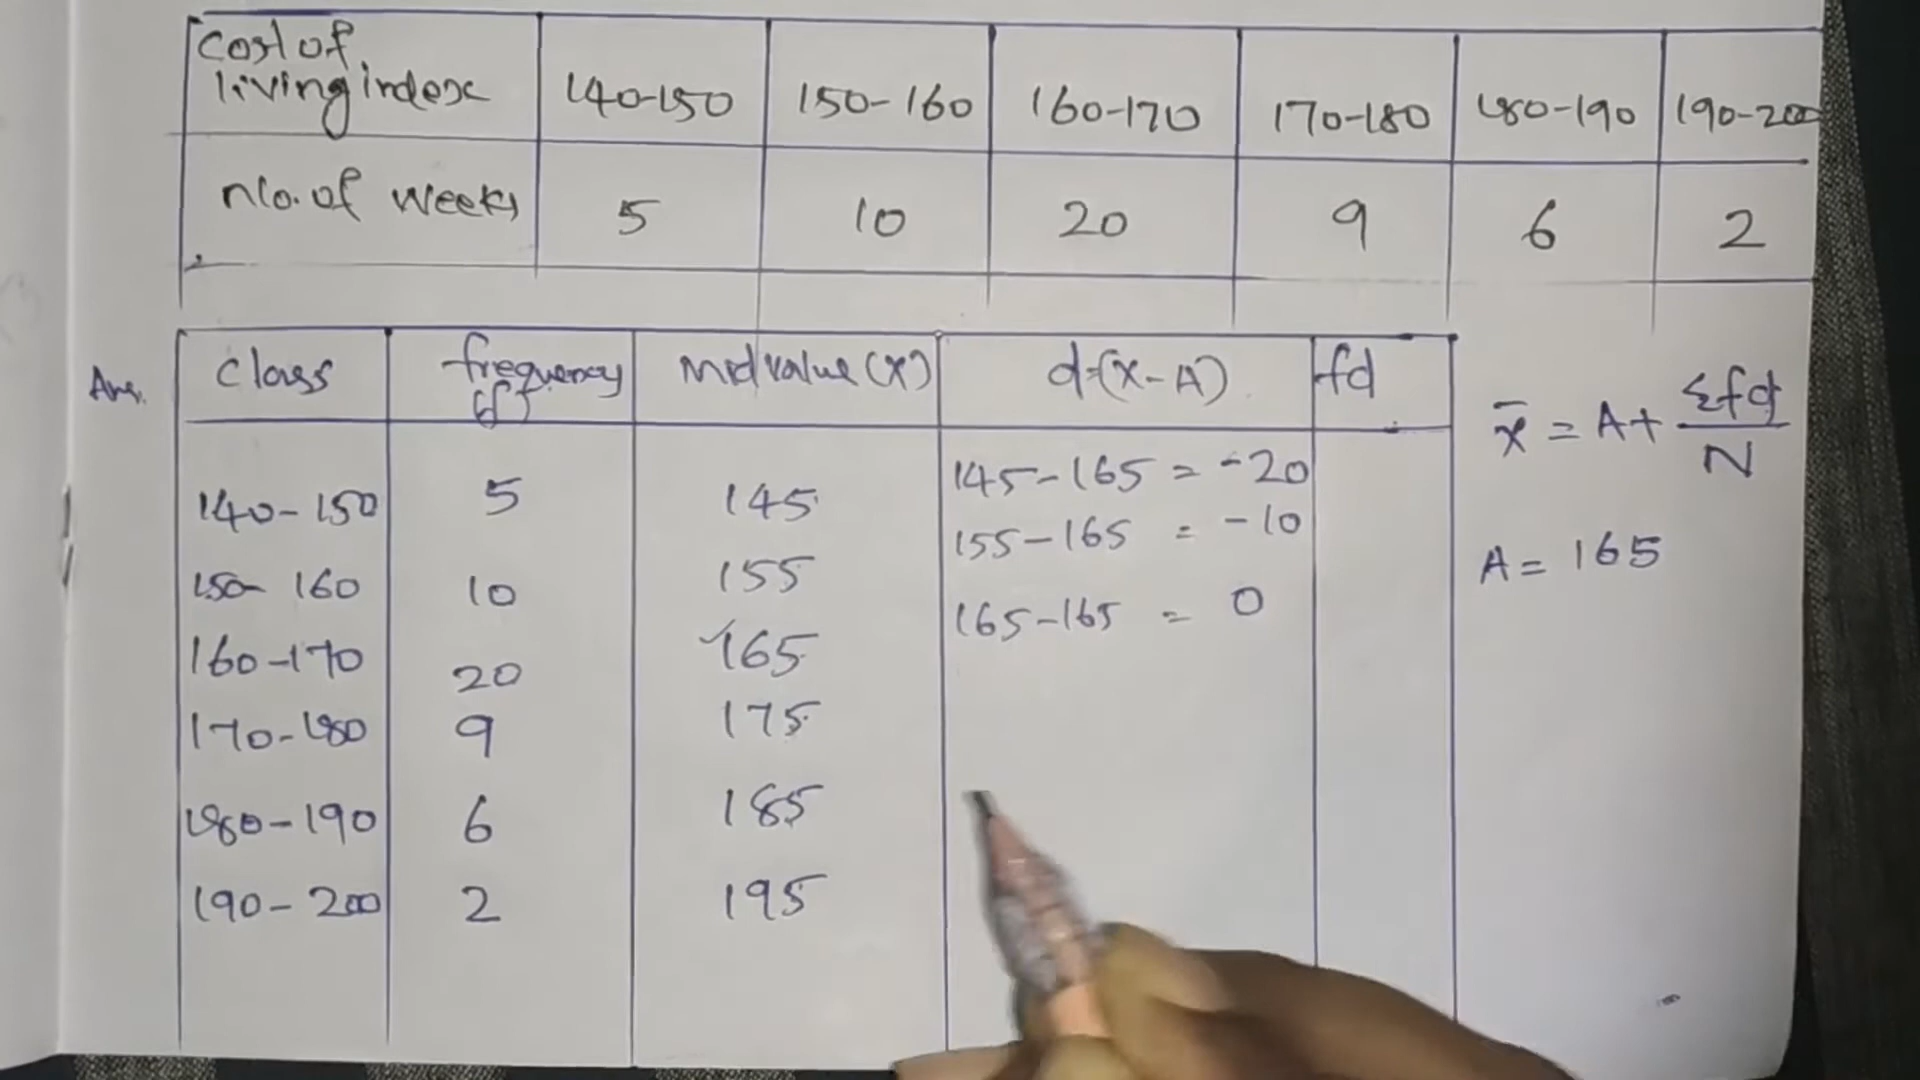 Cost of living index 140-150 150-160 160-170 170-180 180-190 190-200
No. of weeks 5 10 20 9 6 2
Ans. Class frequency (f) Midvalue (x) d=(x-A) fd
140-150 5 145 145-165 = -20
150-160 10 155 155-165 = -10
160-170 20 165 165-165 = 0
170-180 9 175
180-190 6 185
190-200 2 195
x̄ = A + Σfd/N
A = 165